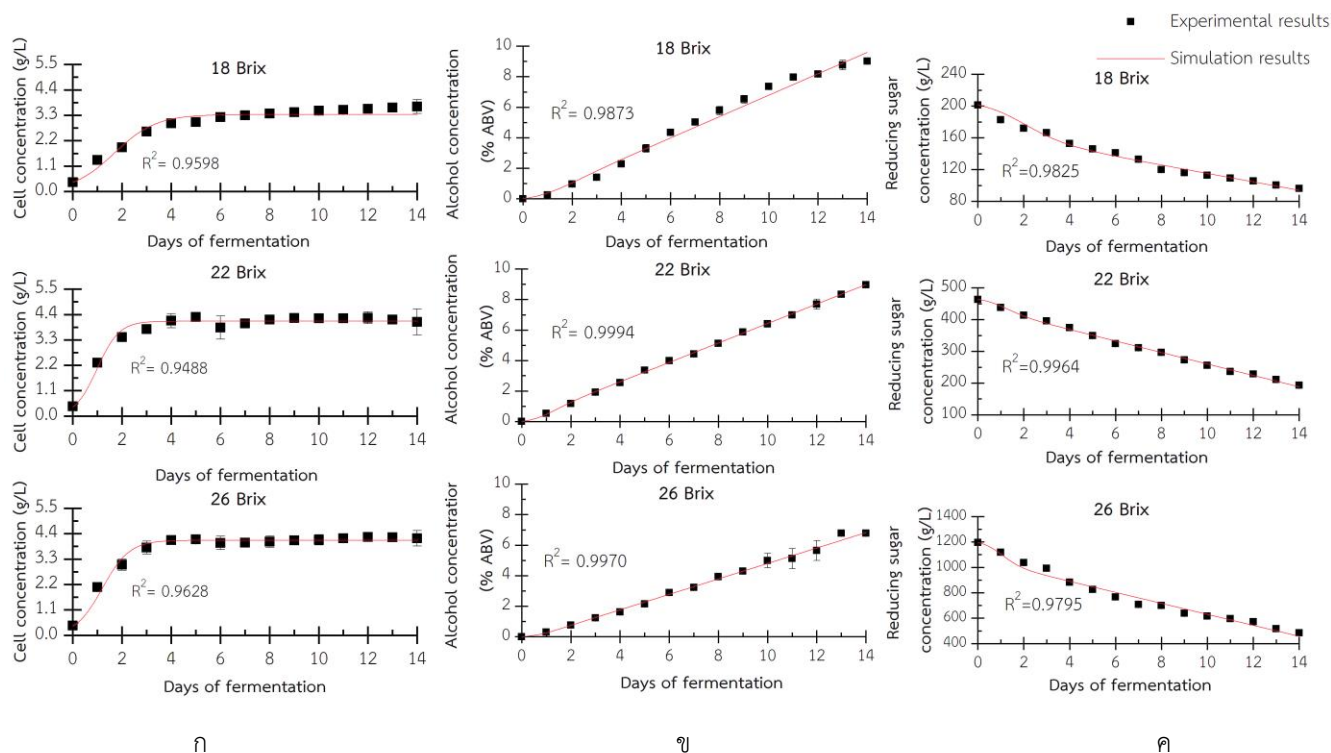 Experimental results
Simulation results
18 Brix
Cell concentration (g/L)
5.5
4.4
3.3
2.2
1.1
0.0
R²= 0.9598
0 2 4 6 8 10 12 14
Days of fermentation
18 Brix
Alcohol concentration
(% ABV)
10
8
6
4
2
0
R²= 0.9873
0 2 4 6 8 10 12 14
Days of fermentation
18 Brix
Reducing sugar
concentration (g/L)
240
200
160
120
80
R²=0.9825
0 2 4 6 8 10 12 14
Days of fermentation
22 Brix
Cell concentration (g/L)
5.5
4.4
3.3
2.2
1.1
0.0
R²= 0.9488
0 2 4 6 8 10 12 14
Days of fermentation
22 Brix
Alcohol concentration
(% ABV)
10
8
6
4
2
0
R²= 0.9994
0 2 4 6 8 10 12 14
Days of fermentation
22 Brix
Reducing sugar
concentration (g/L)
500
400
300
200
100
R²=0.9964
0 2 4 6 8 10 12 14
Days of fermentation
26 Brix
Cell concentration (g/L)
5.5
4.4
3.3
2.2
1.1
0.0
R²= 0.9628
0 2 4 6 8 10 12 14
Days of fermentation
26 Brix
Alcohol concentratior
(% ABV)
10
8
6
4
2
0
R²= 0.9970
0 2 4 6 8 10 12 14
Days of fermentation
26 Brix
Reducing sugar
concentration (g/L)
1400
1200
1000
800
600
400
R²=0.9795
0 2 4 6 8 10 12 14
Days of fermentation
ก
ข
ค